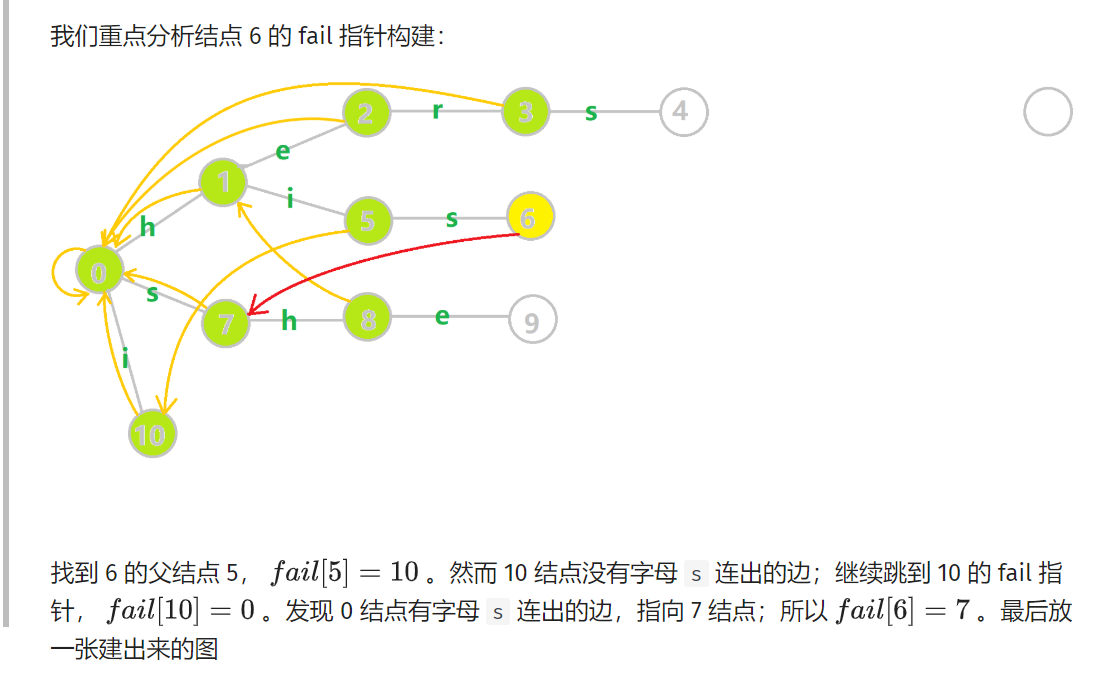 我们重点分析结点 6 的 fail 指针构建：
2 r 3 s 4
e
1
i
5 s 6
h
0
s
7 h 8 e 9
i
10
找到 6 的父结点 5， fail[5] = 10 。然而 10 结点没有字母 s 连出的边；继续跳到 10 的 fail 指
针， fail[10] = 0 。发现 0 结点有字母 s 连出的边，指向 7 结点；所以 fail[6] = 7 。最后放
一张建出来的图